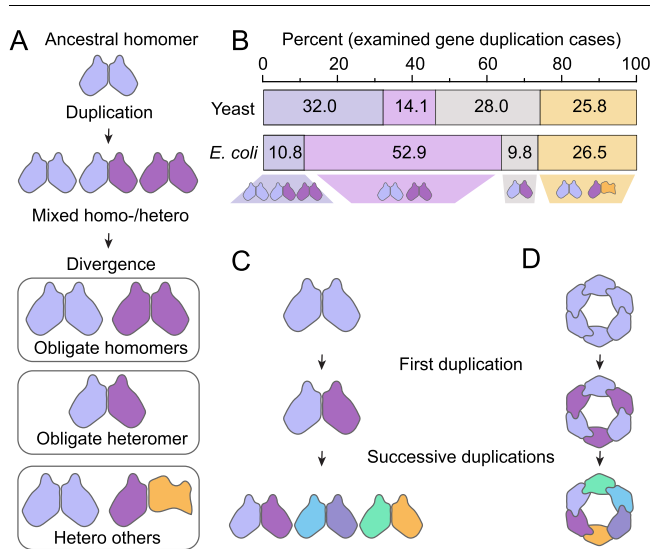 A
Ancestral homomer
Duplication
Mixed homo-/hetero
Divergence
Obligate homomers
Obligate heteromer
Hetero others
B
Percent (examined gene duplication cases)
0 20 40 60 80 100
Yeast 32.0 14.1 28.0 25.8
E. coli 10.8 52.9 9.8 26.5
C
D
First duplication
Successive duplications